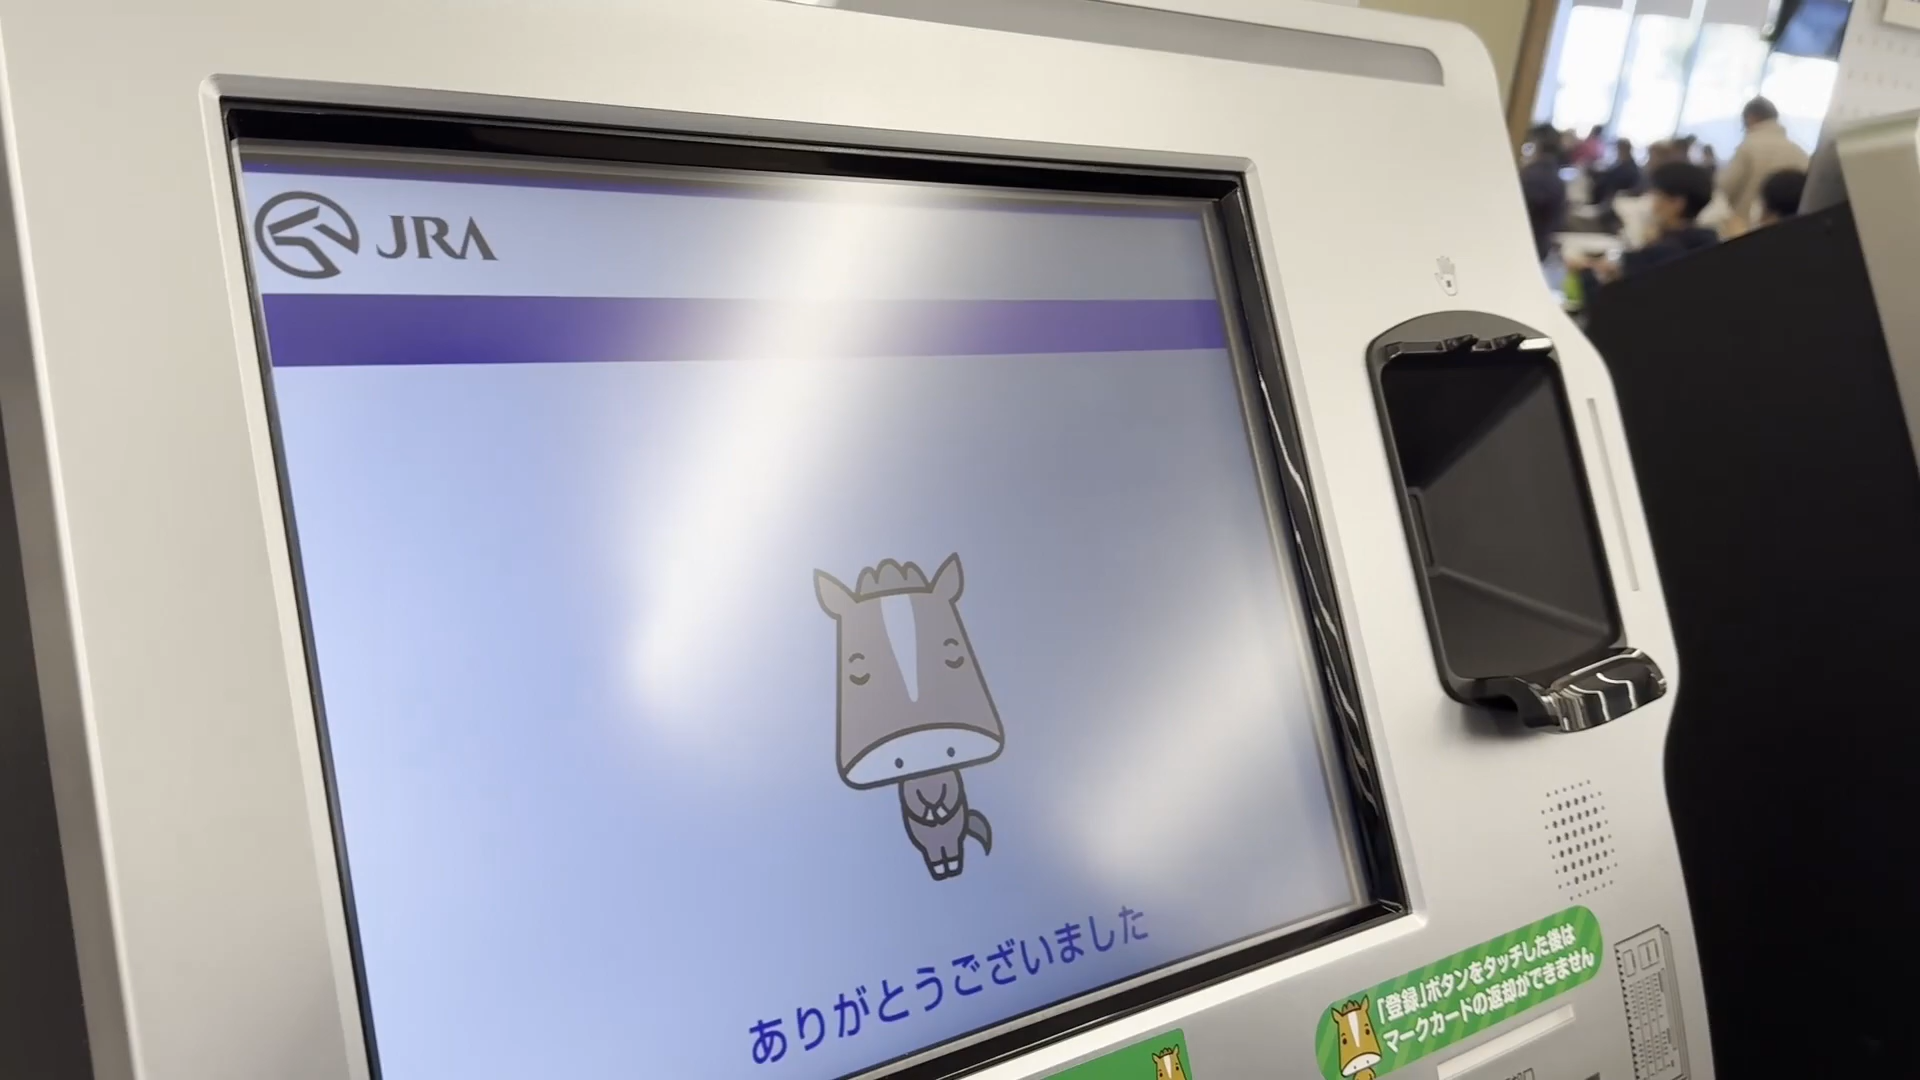 JRA
ありがとうございました
「登録」ボタンをタッチした後は
マークカードの返却ができません